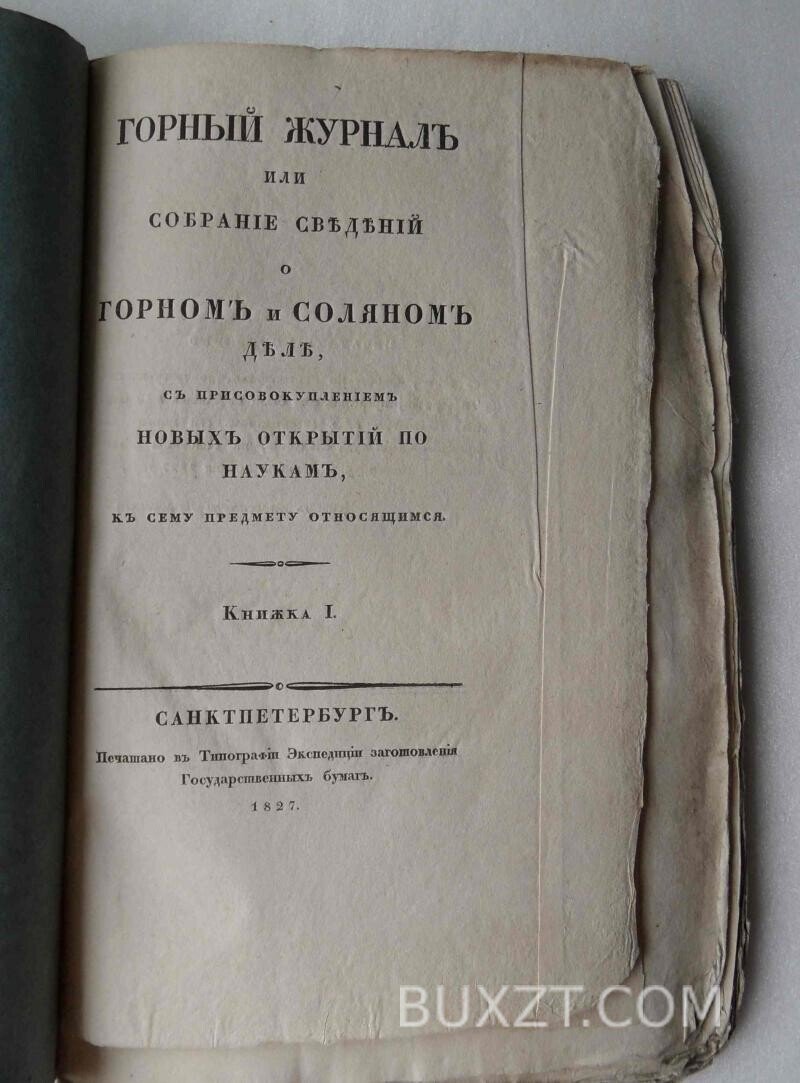 ГОРНЫЙ ЖУРНАЛЪ
ИЛИ
СОБРАНІЕ СВѢДѢНІЙ
О
ГОРНОМЪ и СОЛЯНОМЪ
ДѢЛѢ,
СЪ ПРИСОВОКУПЛЕНІЕМЪ
НОВЫХЪ ОТКРЫТІЙ ПО
НАУКАМЪ,
КЪ СЕМУ ПРЕДМЕТУ ОТНОСЯЩИМСЯ.
КНИЖКА I.
САНКТПЕТЕРБУРГЪ.
Печатано въ Типографіи Экспедиціи заготовленія
Государственныхъ бумагъ.
1827.
BUXZT.COM